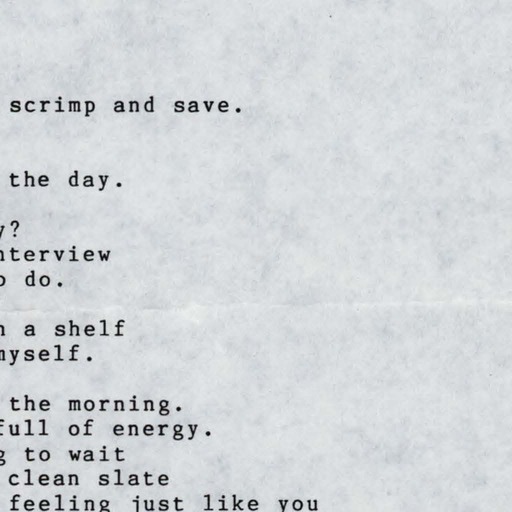 scrimp and save.
the day.
y?
nterview
o do.
n a shelf
myself.
the morning.
full of energy.
g to wait
clean slate
feeling just like you